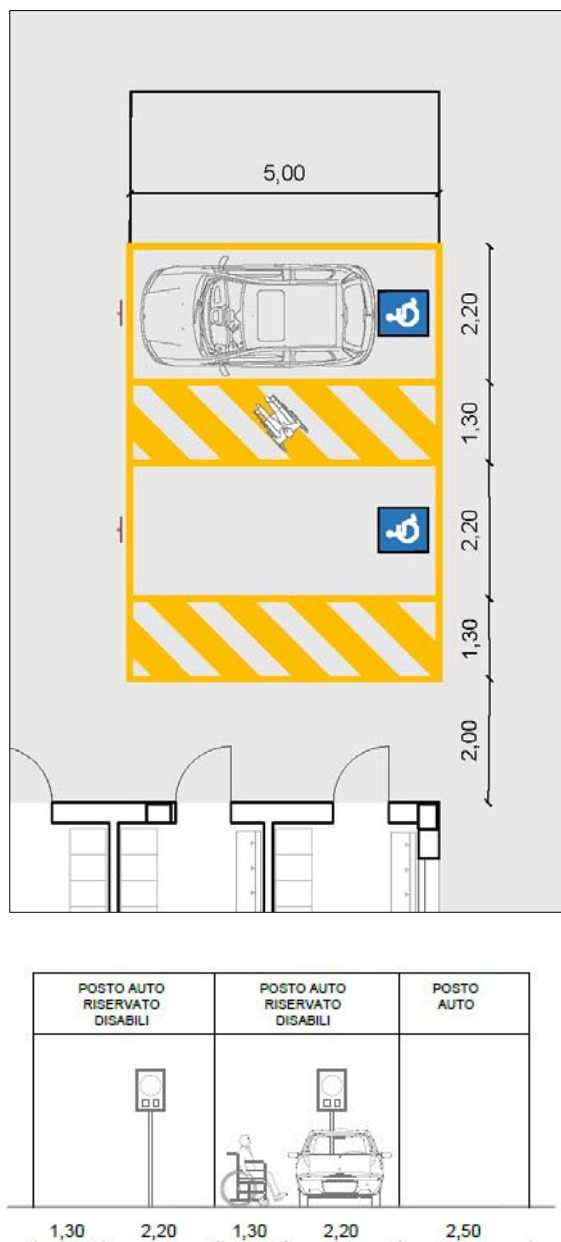 5,00
2,20
1,30
2,20
1,30
2,00
POSTO AUTO
RISERVATO
DISABILI
POSTO AUTO
RISERVATO
DISABILI
POSTO
AUTO
1,30 2,20 1,30 2,20 2,50